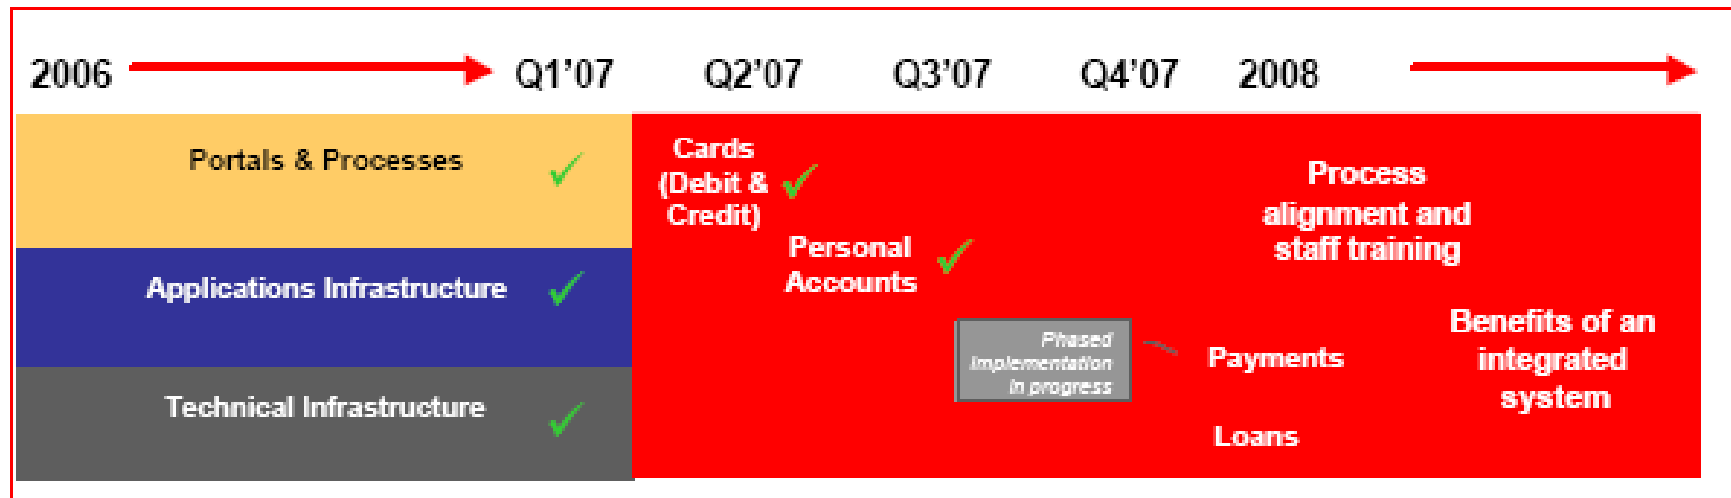 2006 Q1'07 Q2'07 Q3'07 Q4'07 2008
Portals & Processes
Applications Infrastructure
Technical Infrastructure
Cards
(Debit &
Credit)
Personal
Accounts
Phased
implementation
in progress
Payments
Loans
Process
alignment and
staff training
Benefits of an
integrated
system